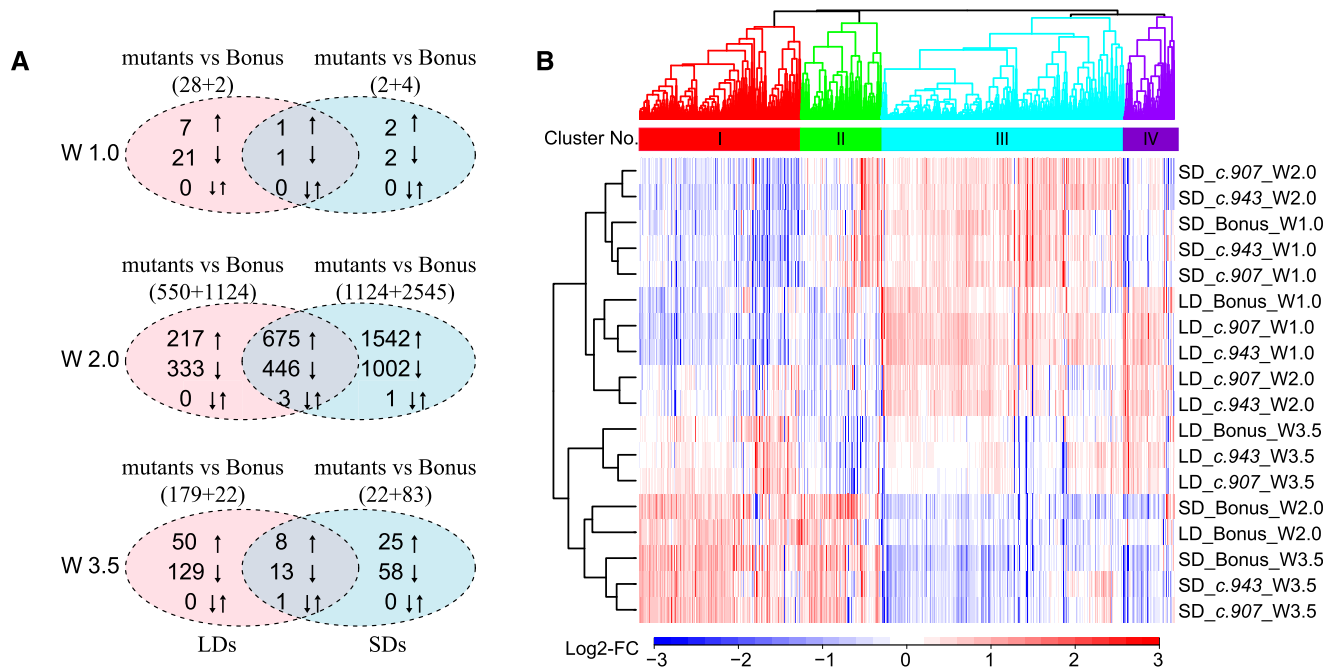 A
mutants vs Bonus mutants vs Bonus
(28+2) (2+4)
W 1.0
7 ↑ 1 ↑ 2 ↑
21 ↓ 1 ↓ 2 ↓
0 ↓↑ 0 ↓↑ 0 ↓↑
mutants vs Bonus mutants vs Bonus
(550+1124) (1124+2545)
W 2.0
217 ↑ 675 ↑ 1542 ↑
333 ↓ 446 ↓ 1002 ↓
0 ↓↑ 3 ↓↑ 1 ↓↑
mutants vs Bonus mutants vs Bonus
(179+22) (22+83)
W 3.5
50 ↑ 8 ↑ 25 ↑
129 ↓ 13 ↓ 58 ↓
0 ↓↑ 1 ↓↑ 0 ↓↑
LDs SDs
B
Cluster No. I II III IV
SD_c.907_W2.0
SD_c.943_W2.0
SD_Bonus_W1.0
SD_c.943_W1.0
SD_c.907_W1.0
LD_Bonus_W1.0
LD_c.907_W1.0
LD_c.943_W1.0
LD_c.907_W2.0
LD_c.943_W2.0
LD_Bonus_W3.5
LD_c.943_W3.5
LD_c.907_W3.5
SD_Bonus_W2.0
LD_Bonus_W2.0
SD_Bonus_W3.5
SD_c.943_W3.5
SD_c.907_W3.5
Log2-FC
−3 −2 −1 0 1 2 3